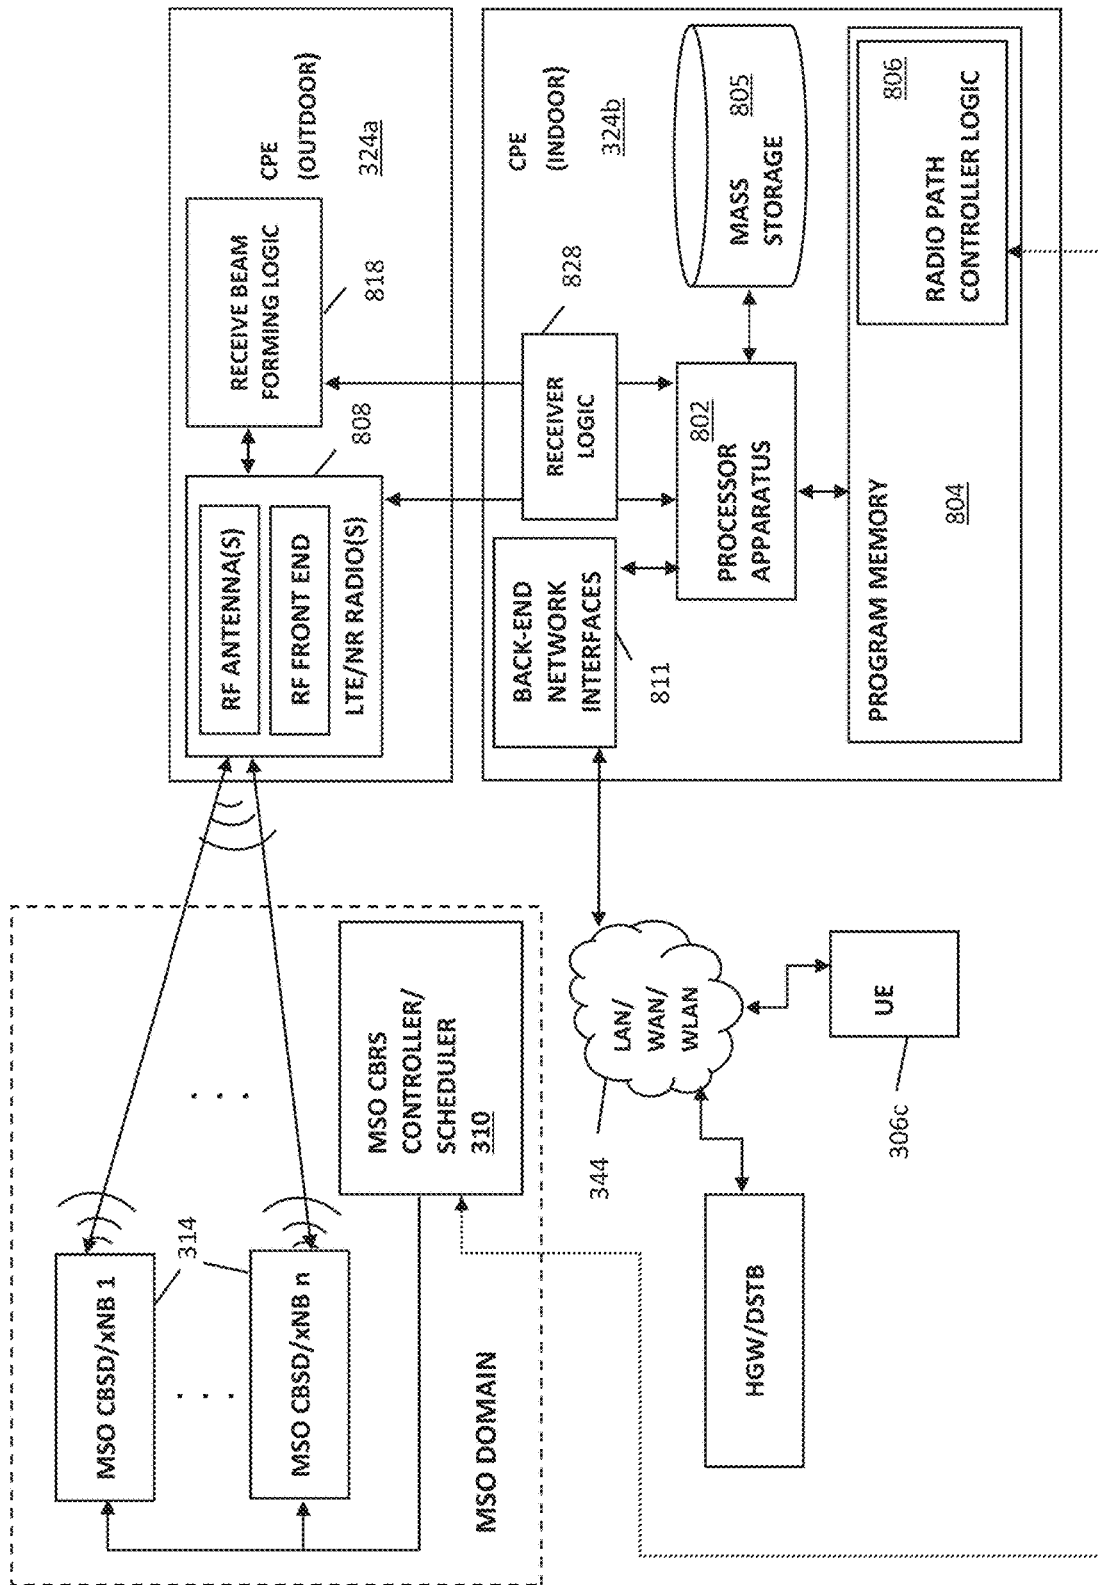 MSO CBSD/xNB 1
. . .
314
MSO CBSD/xNB n
. . .
MSO CBRS
CONTROLLER/
SCHEDULER
310
MSO DOMAIN
RF ANTENNA(S)
RF FRONT END
LTE/NR RADIO(S)
808
RECEIVE BEAM
FORMING LOGIC
818
CPE
(OUTDOOR)
324a
HGW/DSTB
344
LAN/
WAN/
WLAN
UE
306c
BACK-END
NETWORK
INTERFACES
811
RECEIVER
LOGIC
828
CPE
(INDOOR)
324b
802
PROCESSOR
APPARATUS
MASS
STORAGE
805
PROGRAM MEMORY
804
RADIO PATH
CONTROLLER LOGIC
806